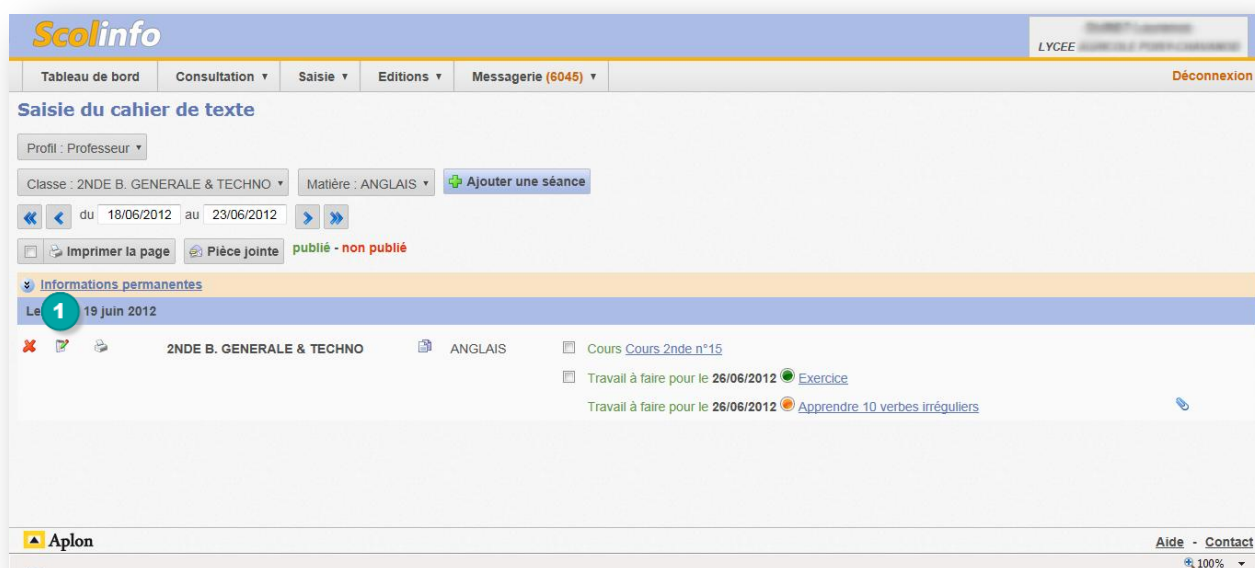 Scolinfo
LYCEE
Tableau de bord Consultation Saisie Editions Messagerie (6045) Déconnexion
Saisie du cahier de texte
Profil : Professeur
Classe : 2NDE B. GENERALE & TECHNO Matière : ANGLAIS Ajouter une séance
du 18/06/2012 au 23/06/2012
Imprimer la page Pièce jointe publié - non publié
Informations permanentes
Le 1 19 juin 2012
2NDE B. GENERALE & TECHNO ANGLAIS Cours Cours 2nde n°15
Travail à faire pour le 26/06/2012 Exercice
Travail à faire pour le 26/06/2012 Apprendre 10 verbes irréguliers
Aplon Aide - Contact
100%